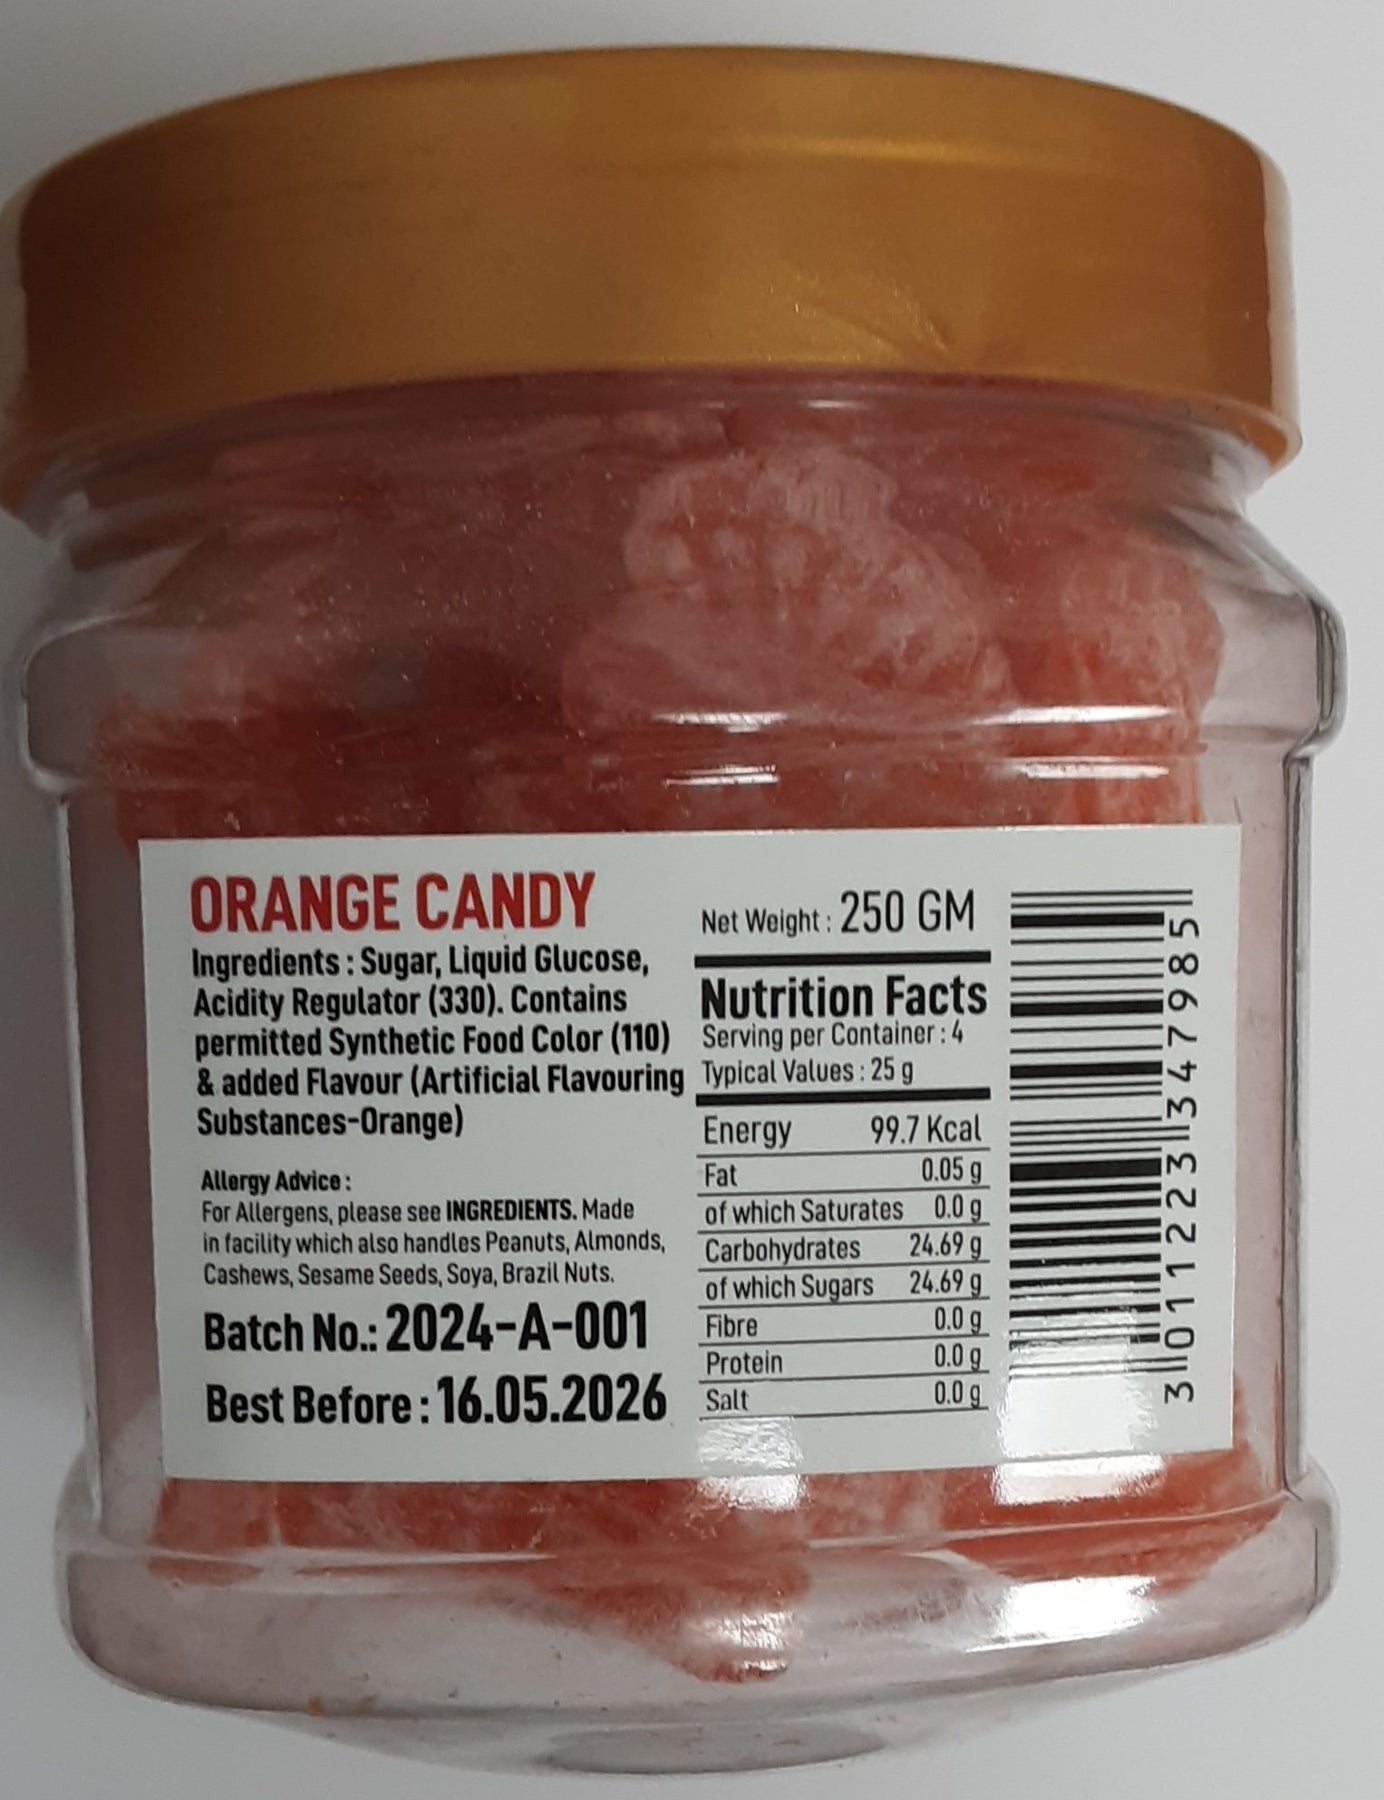 ORANGE CANDY
Ingredients : Sugar, Liquid Glucose,
Acidity Regulator (330). Contains
permitted Synthetic Food Color (110)
& added Flavour (Artificial Flavouring
Substances-Orange)
Allergy Advice :
For Allergens, please see INGREDIENTS. Made
in facility which also handles Peanuts, Almonds,
Cashews, Sesame Seeds, Soya, Brazil Nuts.
Batch No.: 2024-A-001
Best Before : 16.05.2026
Net Weight : 250 GM
Nutrition Facts
Serving per Container : 4
Typical Values : 25 g
Energy 99.7 Kcal
Fat 0.05 g
of which Saturates 0.0 g
Carbohydrates 24.69 g
of which Sugars 24.69 g
Fibre 0.0 g
Protein 0.0 g
Salt 0.0 g
3 011223 347985